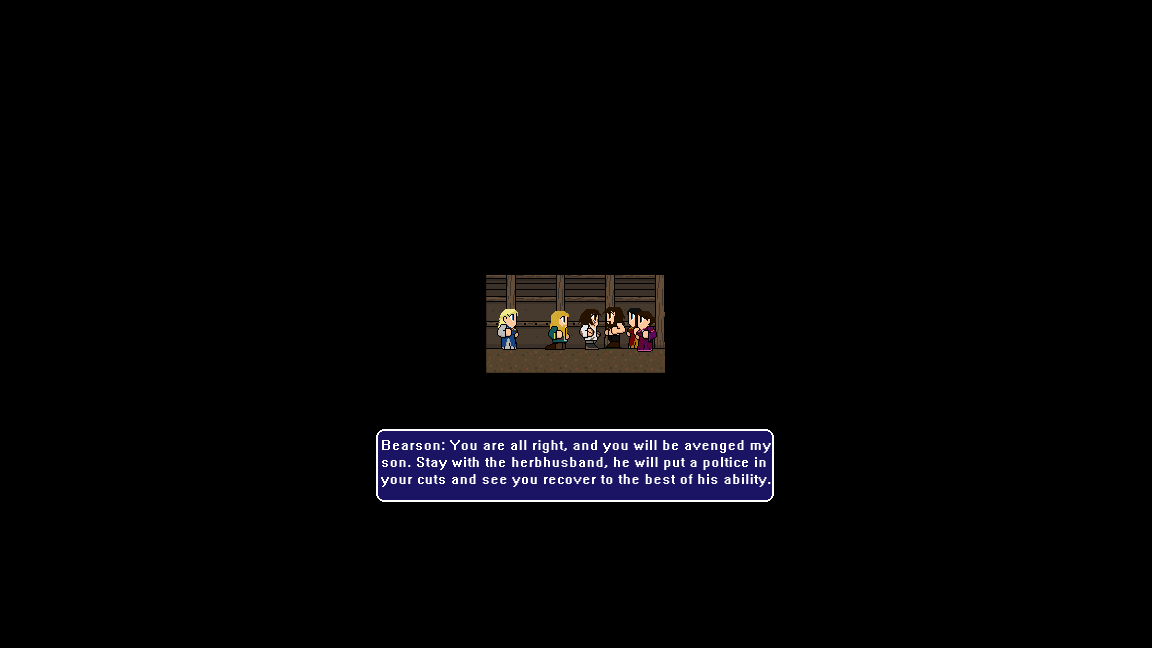 Bearson: You are all right, and you will be avenged my
son. Stay with the herbhusband, he will put a poltice in
your cuts and see you recover to the best of his ability.